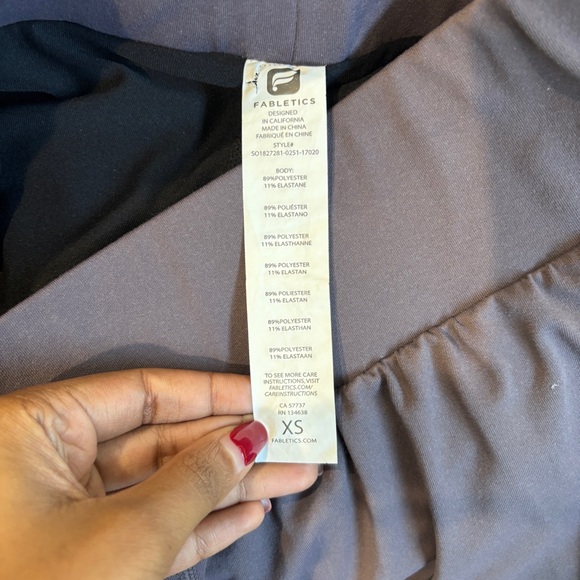 FABLETICS
DESIGNED
IN CALIFORNIA
MADE IN CHINA
FABRIQUÉ EN CHINE
STYLE#
SO1827281-0251-17020
BODY:
89%POLYESTER
11% ELASTANE
89%POLIÉSTER
11% ELASTANO
89% POLYESTER
11% ELASTHANNE
89% POLYESTER
11% ELASTAN
89% POLIESTERE
11% ELASTAN
89%POLYESTER
11% ELASTHAN
89%POLYESTER
11% ELASTAAN
TO SEE MORE CARE
INSTRUCTIONS,VISIT
FABLETICS.COM/
CAREINSTRUCTIONS
CA 57737
RN 134638
XS
FABLETICS.COM